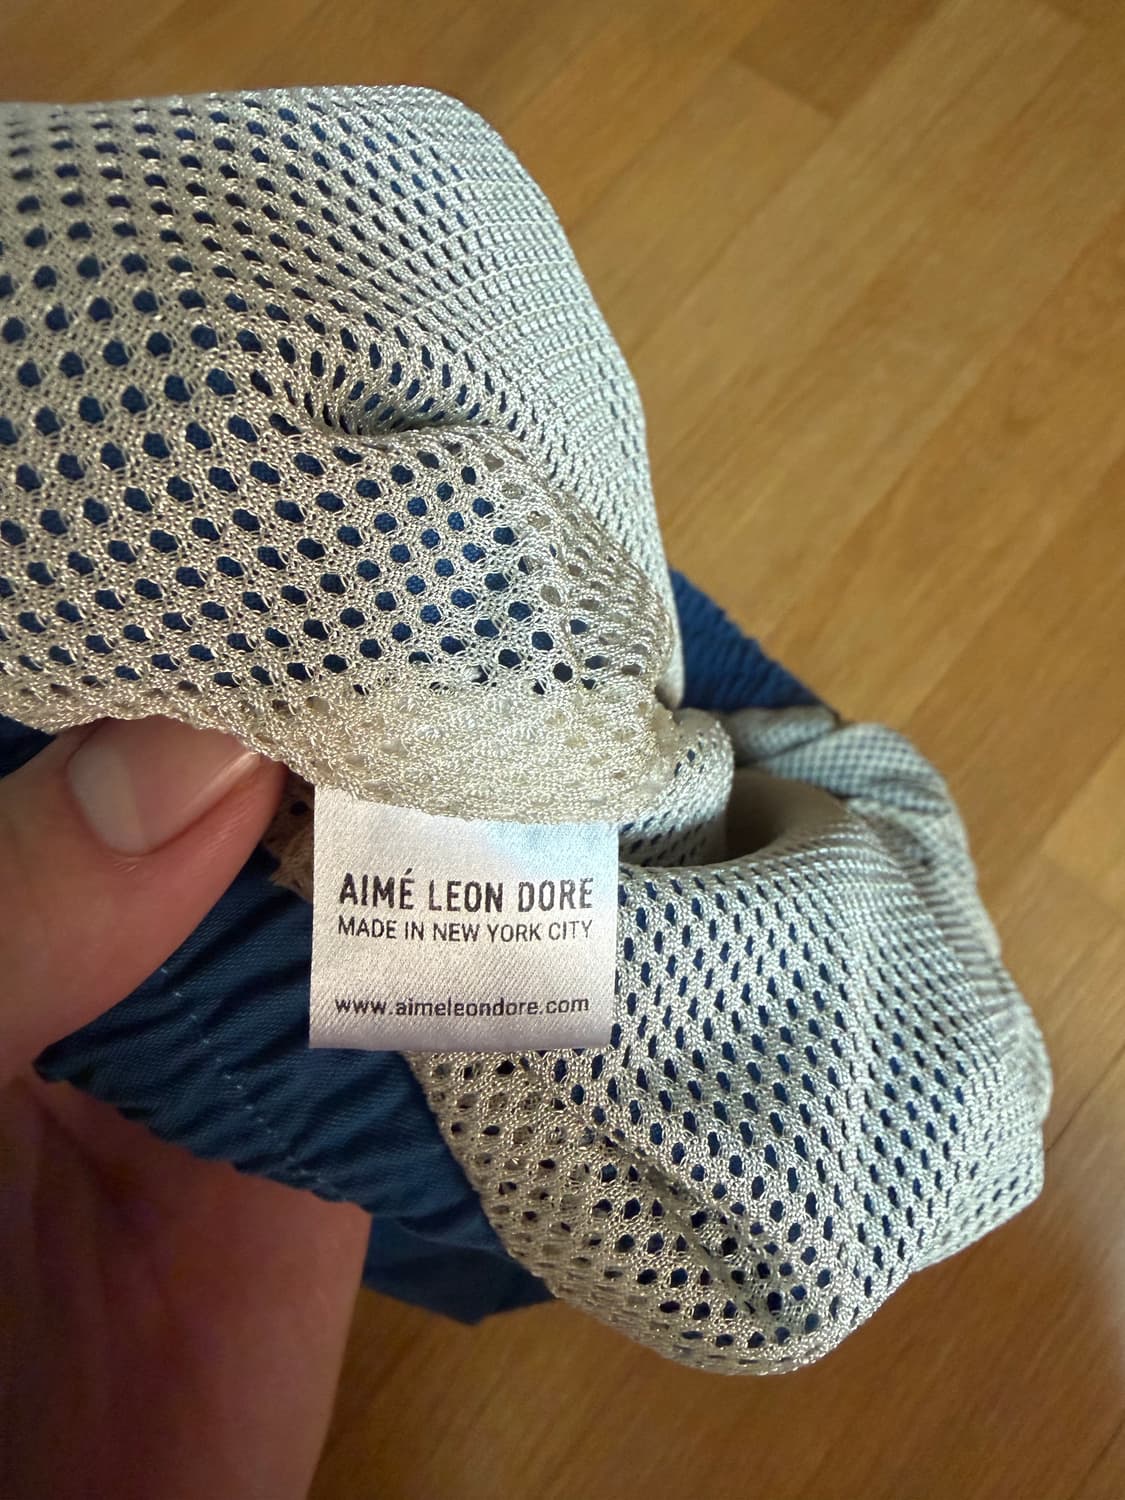 AIMÉ LEON DORE
MADE IN NEW YORK CITY
www.aimeleondore.com